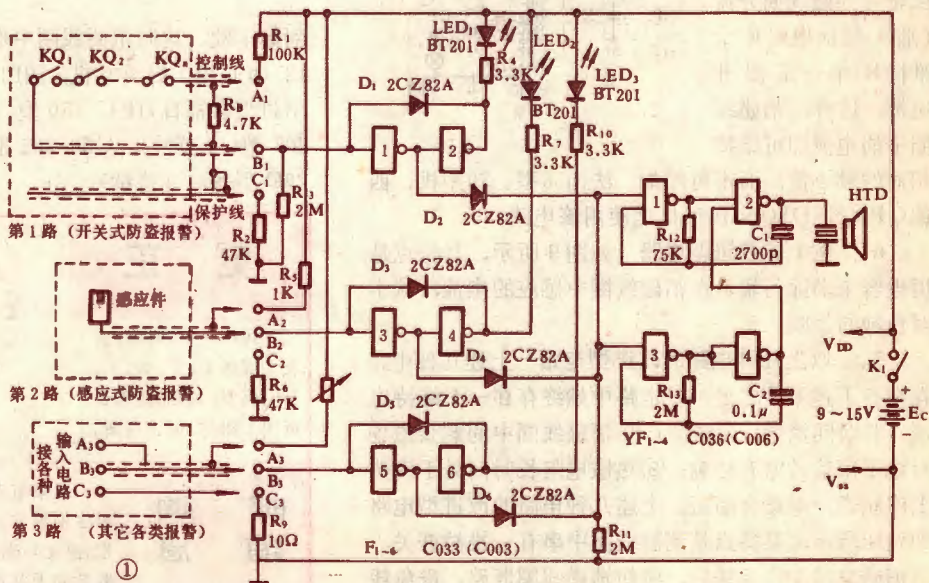 KQ₁ KQ₂ KQₙ 控制线
R_B
4.7K
保护线
第1路 (开关式防盗报警)
感应件
第2路 (感应式防盗报警)
接各种
输入电路
A₃
B₃
C₃
第3路 (其它各类报警)
①
R₁
100K
A₁
B₁
C₁
R₃
2M
R₂
47K
R₅
1K
A₂
B₂
C₂
R₆
47K
A₃
B₃
C₃
R₉
10Ω
D₁ 2CZ82A
1
2
LED₁
BT201
R₄
3.3K
LED₂
BT201
R₇
3.3K
LED₃
BT201
R₁₀
3.3K
D₂ 2CZ82A
D₃
2CZ82A
3
4
D₄
2CZ82A
D₅
2CZ82A
5
6
D₆
2CZ82A
F₁₋₆ C033 (C003)
R₁₁
2M
1
2
R₁₂
75K
C₁
2700p
HTD
3
4
R₁₃
2M
C₂
0.1μ
YF₁₋₄ C036(C006)
V_DD
K₁
+
9～15V E_C
-